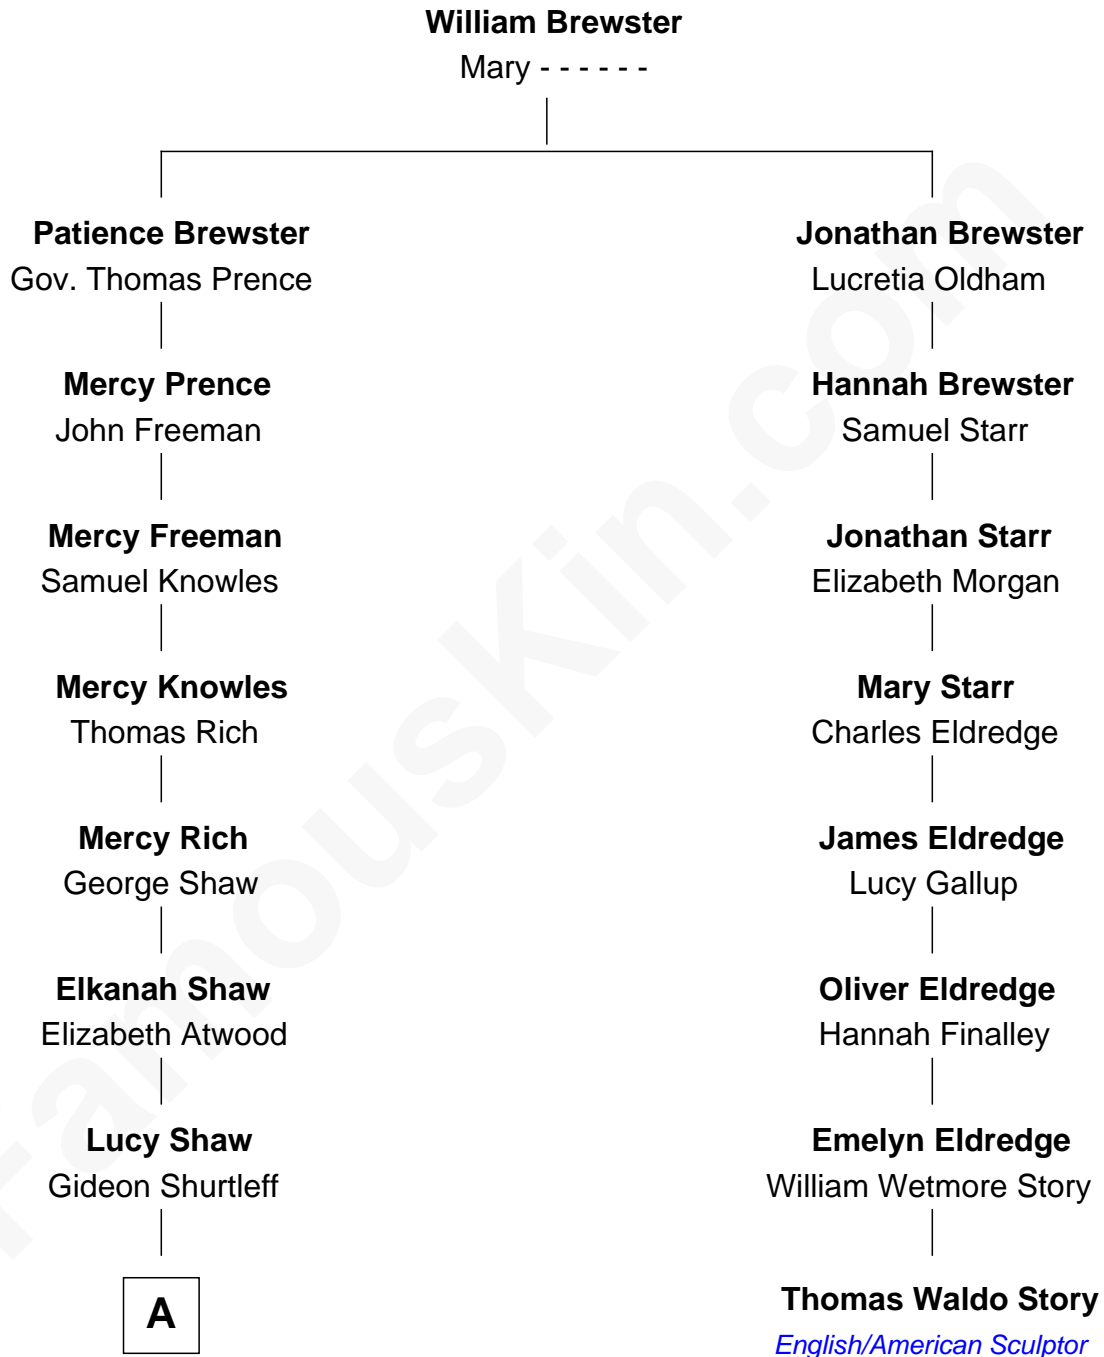 William Brewster
Mary - - - - - -
Patience Brewster
Gov. Thomas Prence
Jonathan Brewster
Lucretia Oldham
Mercy Prence
John Freeman
Hannah Brewster
Samuel Starr
Mercy Freeman
Samuel Knowles
Jonathan Starr
Elizabeth Morgan
Mercy Knowles
Thomas Rich
Mary Starr
Charles Eldredge
Mercy Rich
George Shaw
James Eldredge
Lucy Gallup
Elkanah Shaw
Elizabeth Atwood
Oliver Eldredge
Hannah Finalley
Lucy Shaw
Gideon Shurtleff
Emelyn Eldredge
William Wetmore Story
A
Thomas Waldo Story
English/American Sculptor
FamousKin.com